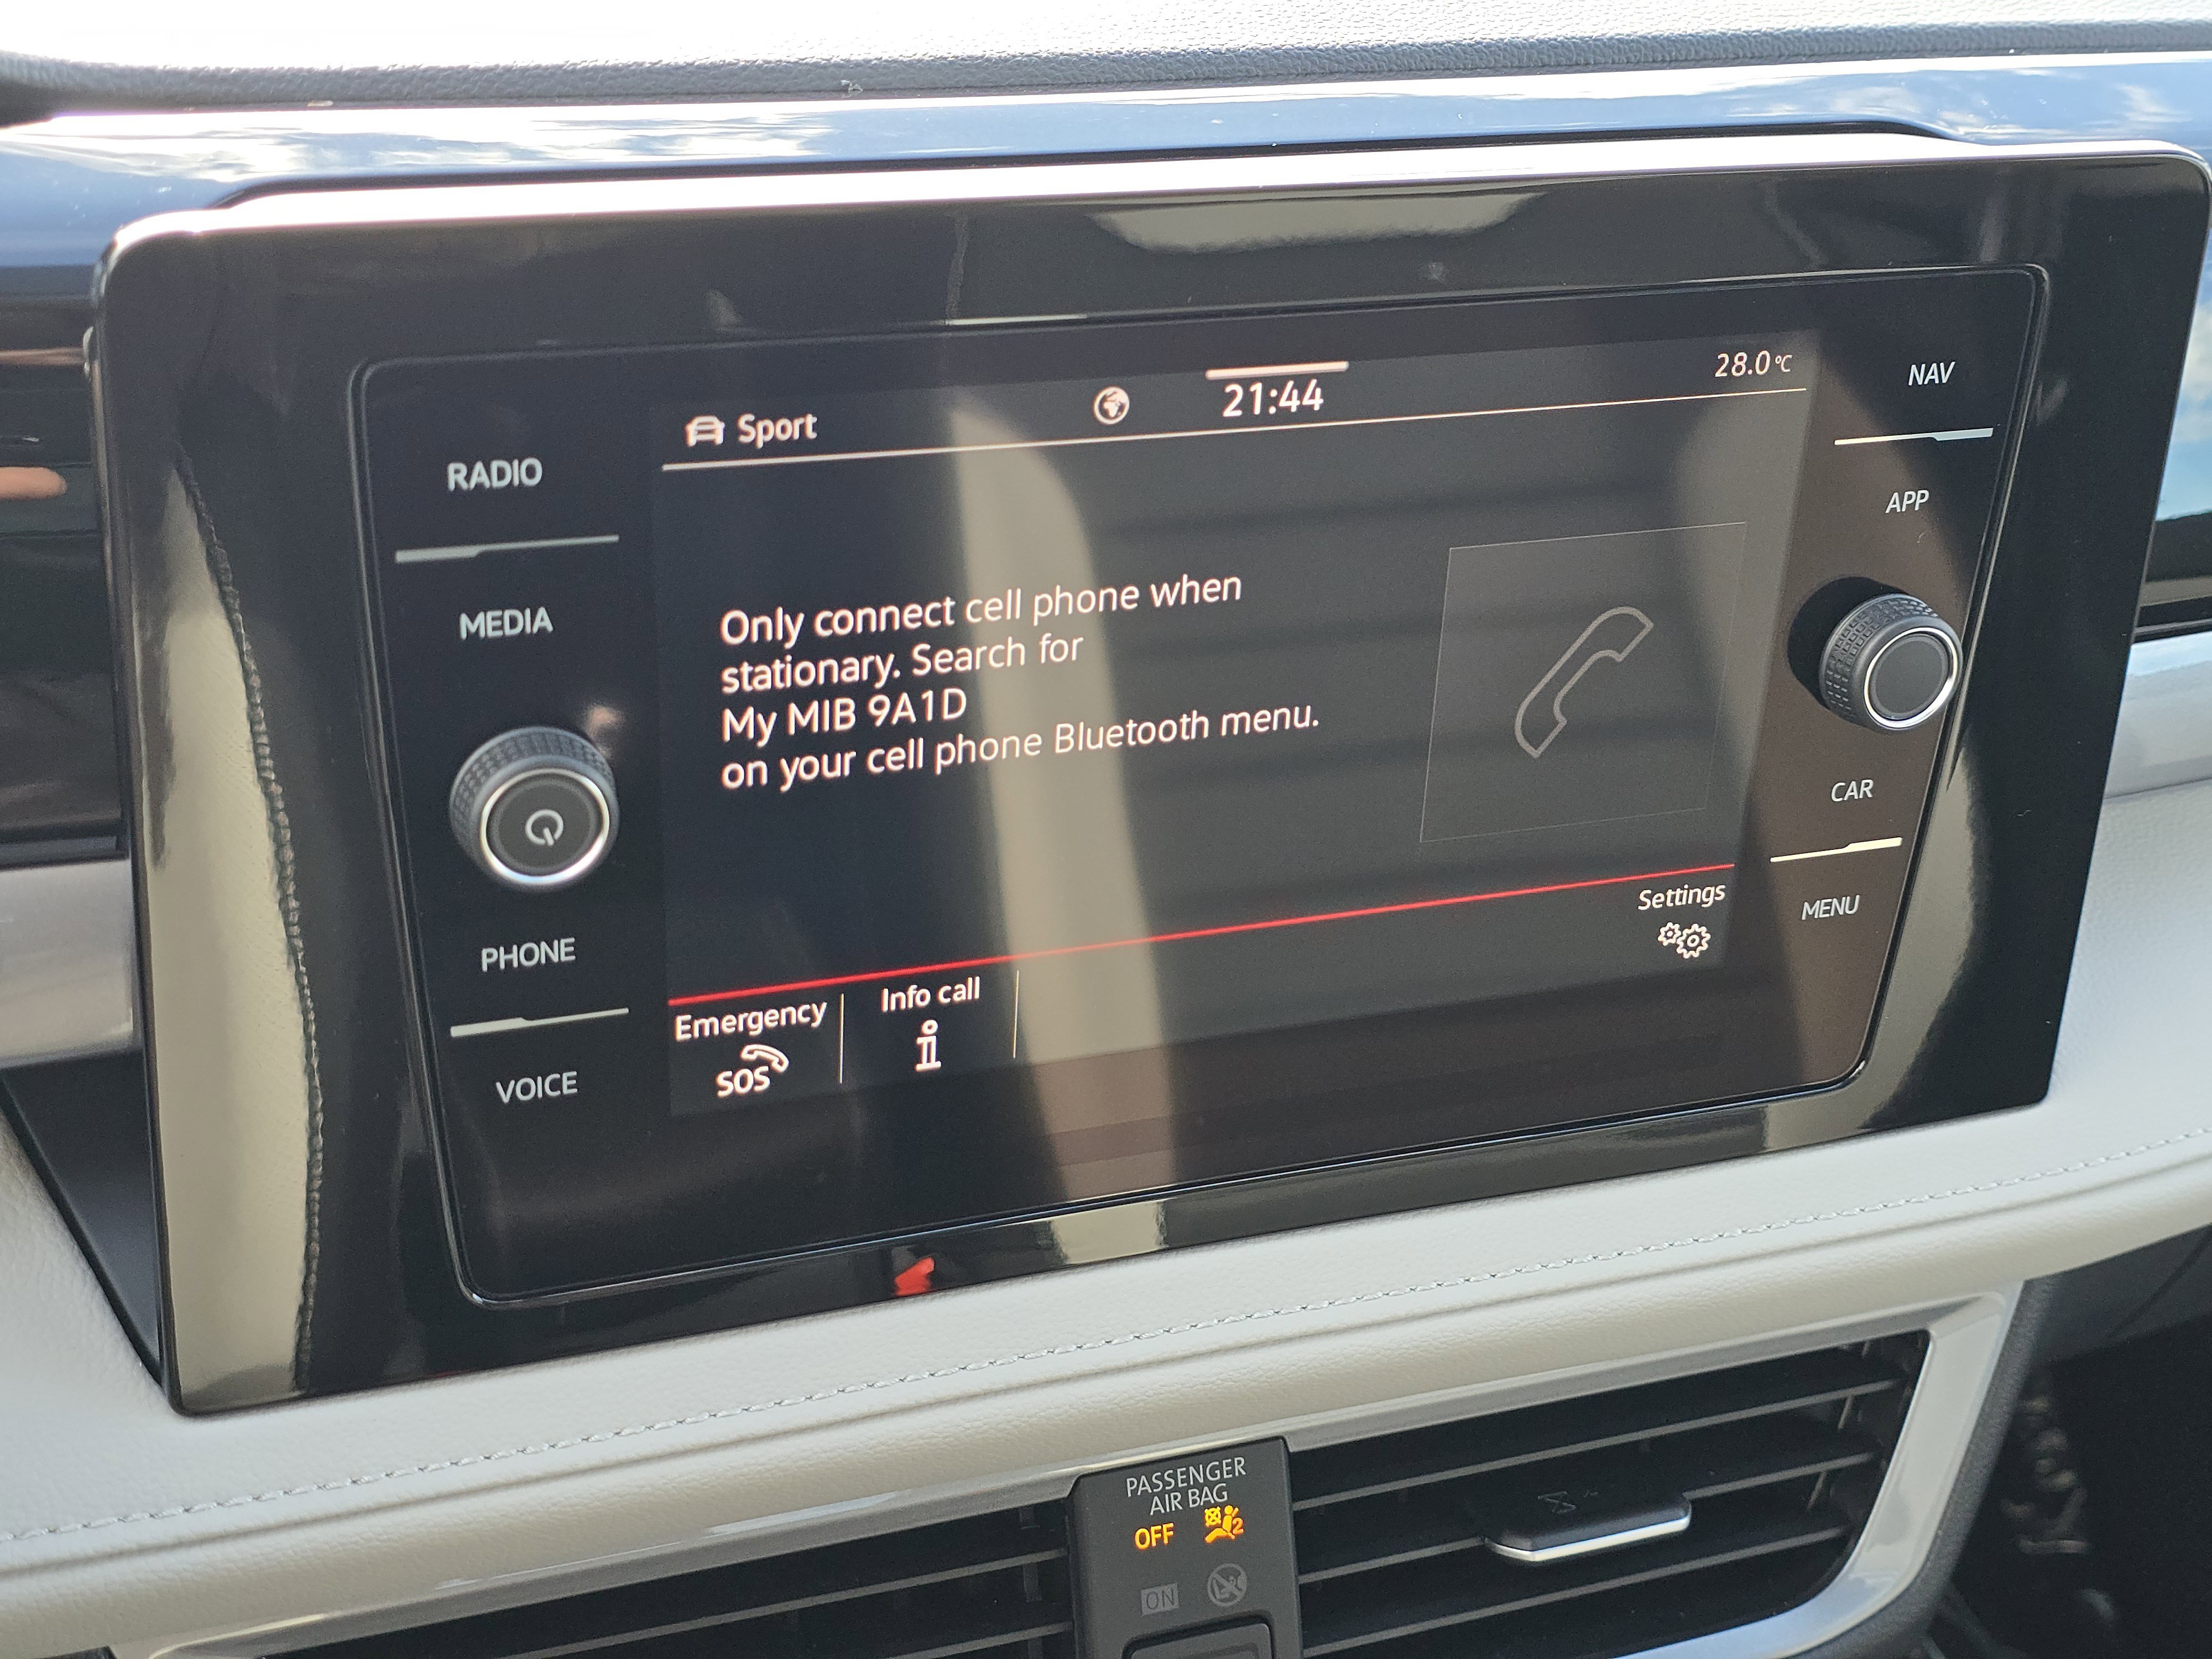 Sport
21:44
28.0°C
NAV
RADIO
APP
MEDIA
Only connect cell phone when
stationary. Search for
My MIB 9A1D
on your cell phone Bluetooth menu.
CAR
PHONE
Settings
MENU
Emergency
SOS
Info call
i
VOICE
PASSENGER
AIR BAG
OFF
2
ON